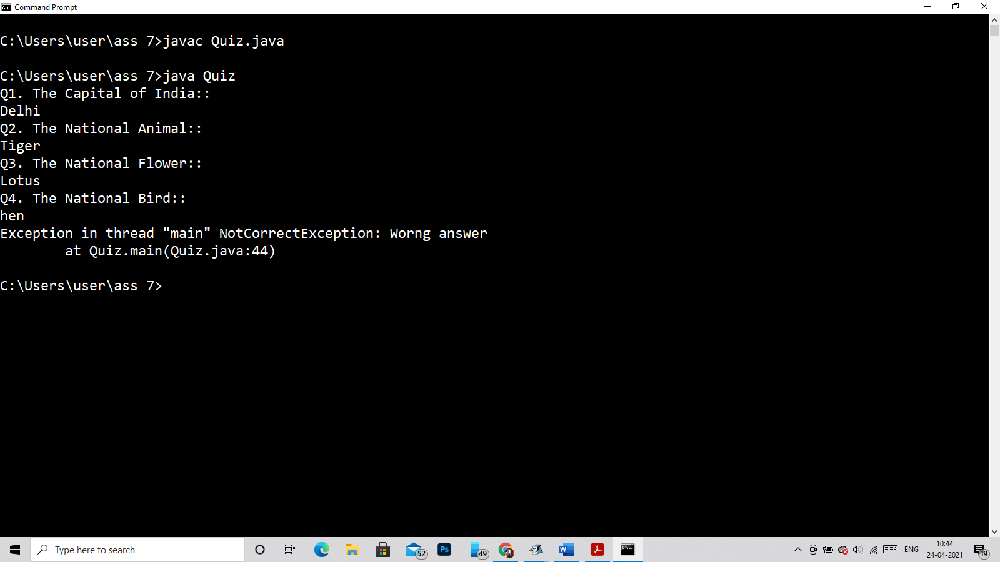 Command Prompt
C:\Users\user\ass 7>javac Quiz.java
C:\Users\user\ass 7>java Quiz
Q1. The Capital of India::
Delhi
Q2. The National Animal::
Tiger
Q3. The National Flower::
Lotus
Q4. The National Bird::
hen
Exception in thread "main" NotCorrectException: Worng answer
        at Quiz.main(Quiz.java:44)
C:\Users\user\ass 7>
Type here to search
52
Ps
49
W
ENG
10:44
24-04-2021
19